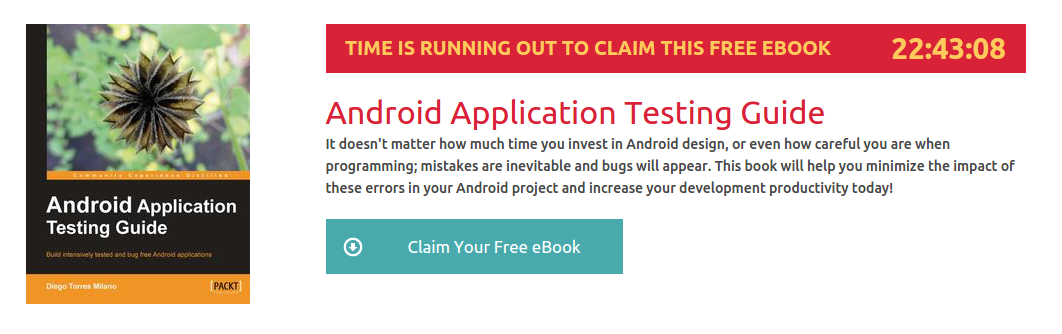 Community Experience Distilled
Android Application
Testing Guide
Build intensively tested and bug free Android applications
Diego Torres Milano
[PACKT]
TIME IS RUNNING OUT TO CLAIM THIS FREE EBOOK 22:43:08
Android Application Testing Guide
It doesn't matter how much time you invest in Android design, or even how careful you are when
programming; mistakes are inevitable and bugs will appear. This book will help you minimize the impact of
these errors in your Android project and increase your development productivity today!
Claim Your Free eBook